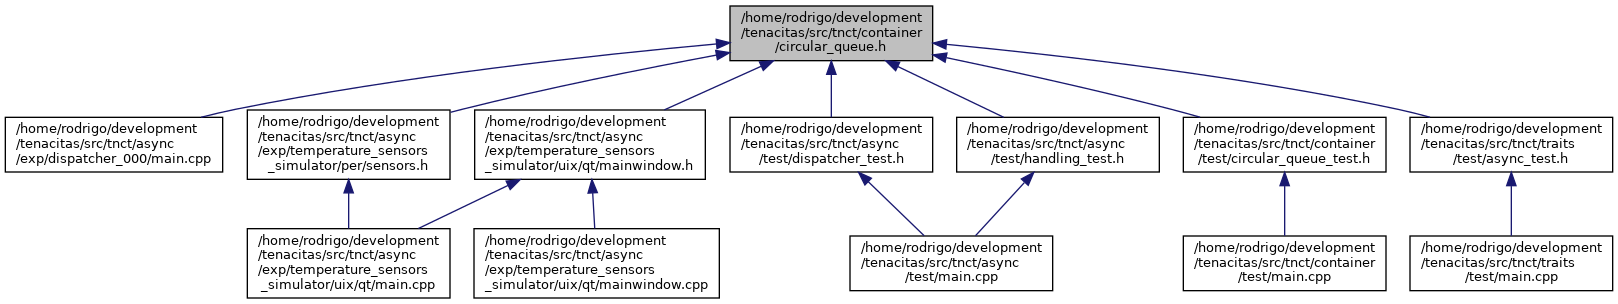 /home/rodrigo/development
/tenacitas/src/tnct/container
/circular_queue.h
/home/rodrigo/development
/tenacitas/src/tnct/async
/exp/dispatcher_000/main.cpp
/home/rodrigo/development
/tenacitas/src/tnct/async
/exp/temperature_sensors
_simulator/per/sensors.h
/home/rodrigo/development
/tenacitas/src/tnct/async
/exp/temperature_sensors
_simulator/uix/qt/mainwindow.h
/home/rodrigo/development
/tenacitas/src/tnct/async
/test/dispatcher_test.h
/home/rodrigo/development
/tenacitas/src/tnct/async
/test/handling_test.h
/home/rodrigo/development
/tenacitas/src/tnct/container
/test/circular_queue_test.h
/home/rodrigo/development
/tenacitas/src/tnct/traits
/test/async_test.h
/home/rodrigo/development
/tenacitas/src/tnct/async
/exp/temperature_sensors
_simulator/uix/qt/main.cpp
/home/rodrigo/development
/tenacitas/src/tnct/async
/exp/temperature_sensors
_simulator/uix/qt/mainwindow.cpp
/home/rodrigo/development
/tenacitas/src/tnct/async
/test/main.cpp
/home/rodrigo/development
/tenacitas/src/tnct/container
/test/main.cpp
/home/rodrigo/development
/tenacitas/src/tnct/traits
/test/main.cpp